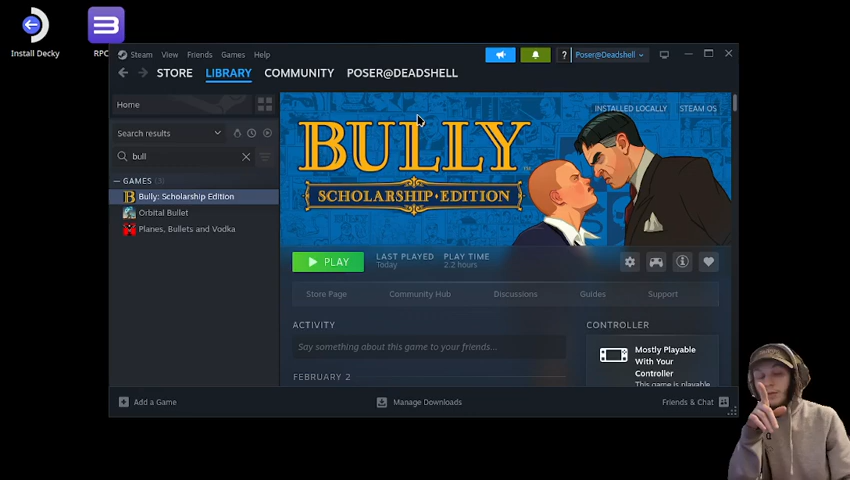 Install Decky
RPC
Steam View Friends Games Help
? Poser@Deadshell
STORE LIBRARY COMMUNITY POSER@DEADSHELL
Home
Search results
bull
GAMES (3)
Bully: Scholarship Edition
Orbital Bullet
Planes, Bullets and Vodka
INSTALLED LOCALLY STEAM OS
BULLY
SCHOLARSHIP·EDITION
PLAY
LAST PLAYED
Today
PLAY TIME
2.2 hours
Store Page Community Hub Discussions Guides Support
ACTIVITY
Say something about this game to your friends...
FEBRUARY 2
CONTROLLER
Mostly Playable
With Your
Controller
This game is playable
Add a Game Manage Downloads Friends & Chat